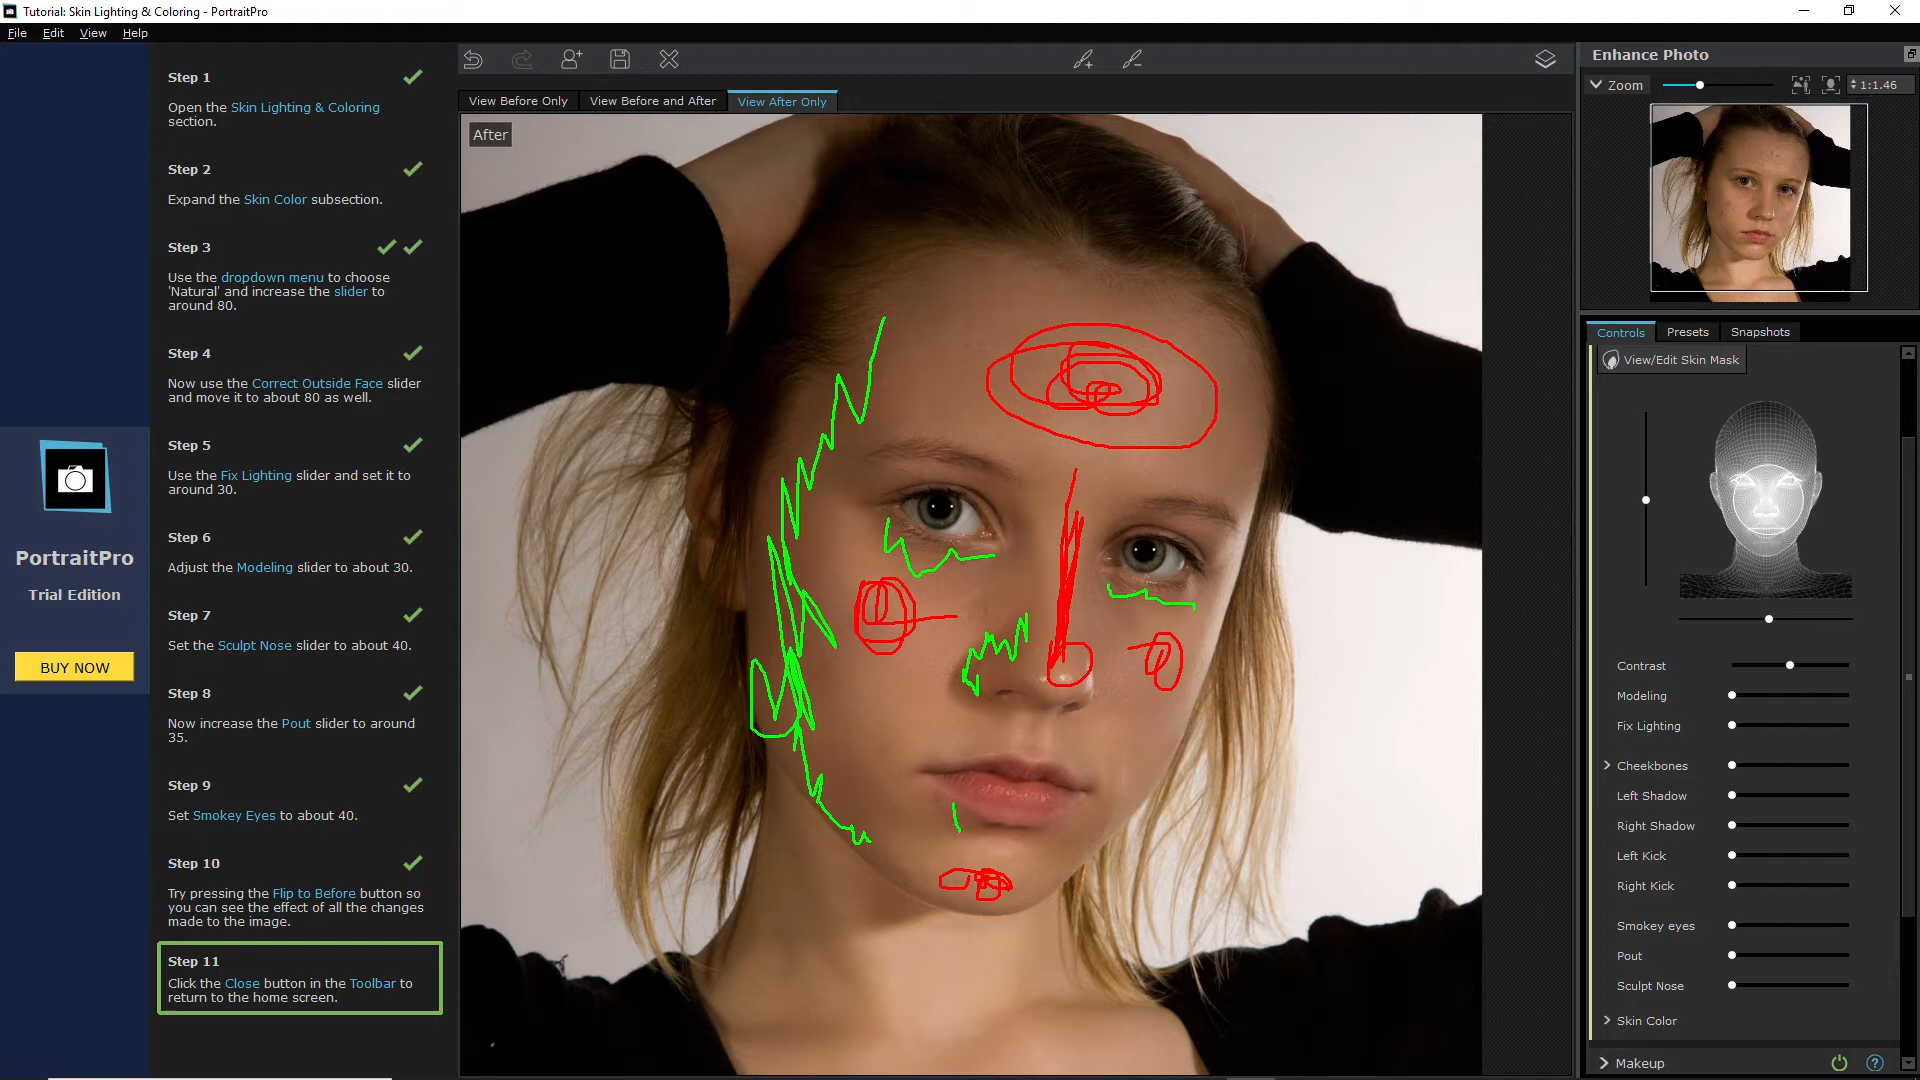 Tutorial: Skin Lighting & Coloring - PortraitPro
File Edit View Help
Step 1
Open the Skin Lighting & Coloring
section.
Step 2
Expand the Skin Color subsection.
Step 3
Use the dropdown menu to choose
'Natural' and increase the slider to
around 80.
Step 4
Now use the Correct Outside Face slider
and move it to about 80 as well.
Step 5
Use the Fix Lighting slider and set it to
around 30.
Step 6
Adjust the Modeling slider to about 30.
Step 7
Set the Sculpt Nose slider to about 40.
Step 8
Now increase the Pout slider to around
35.
Step 9
Set Smokey Eyes to about 40.
Step 10
Try pressing the Flip to Before button so
you can see the effect of all the changes
made to the image.
Step 11
Click the Close button in the Toolbar to
return to the home screen.
PortraitPro
Trial Edition
BUY NOW
View Before Only View Before and After View After Only
After
Enhance Photo
Zoom 1:1.46
Controls Presets Snapshots
View/Edit Skin Mask
Contrast
Modeling
Fix Lighting
Cheekbones
Left Shadow
Right Shadow
Left Kick
Right Kick
Smokey eyes
Pout
Sculpt Nose
Skin Color
Makeup ?